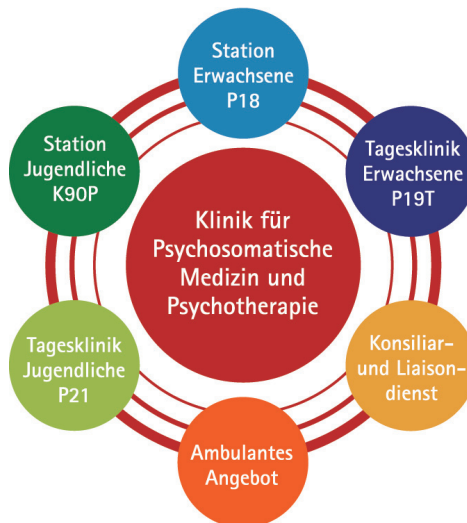 Station
Erwachsene
P18
Station
Jugendliche
K90P
Tagesklinik
Erwachsene
P19T
Klinik für
Psychosomatische
Medizin und
Psychotherapie
Tagesklinik
Jugendliche
P21
Konsiliar-
und Liaison-
dienst
Ambulantes
Angebot